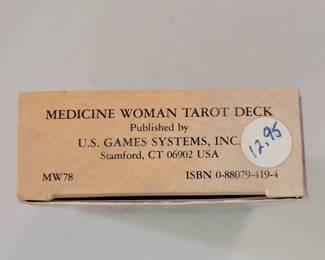 MEDICINE WOMAN TAROT DECK
Published by
U.S. GAMES SYSTEMS, INC.
Stamford, CT 06902 USA
12.95
MW78 ISBN 0-88079-419-4